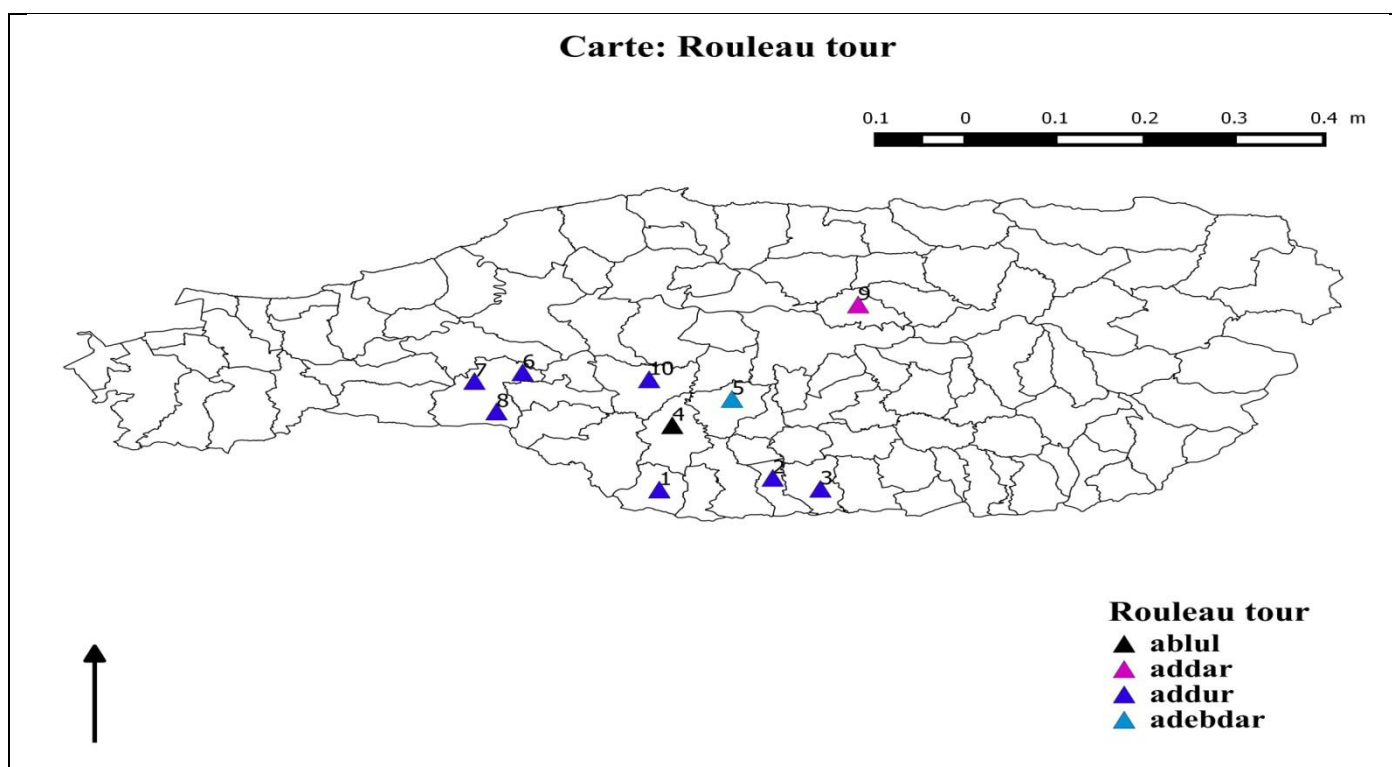 Carte: Rouleau tour
0.1 0 0.1 0.2 0.3 0.4 m
9
7 6 10
8 5
4
1 2 3
Rouleau tour
ablul
addar
addur
adebdar